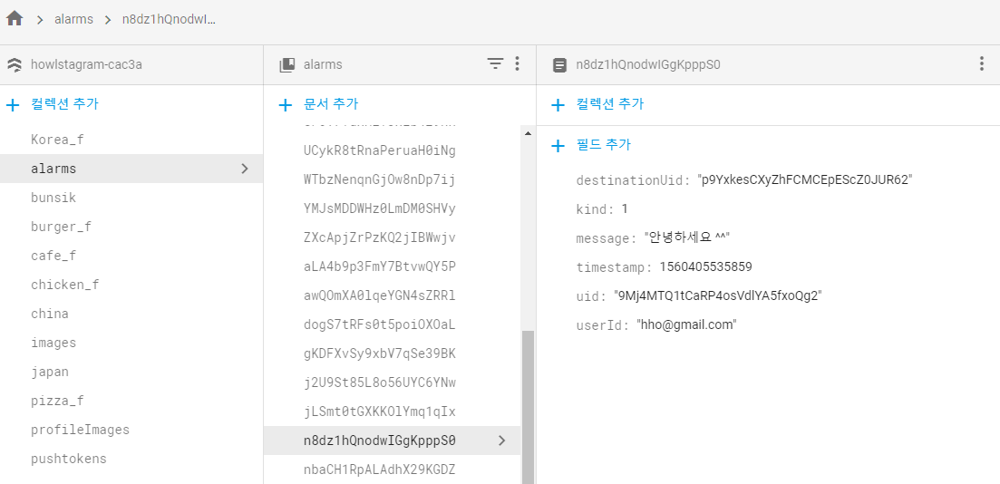 alarms
n8dz1hQnodwI…
howlstagram-cac3a
alarms
n8dz1hQnodwIGgKpppS0
컬렉션 추가
문서 추가
컬렉션 추가
Korea_f
alarms
bunsik
burger_f
cafe_f
chicken_f
china
images
japan
pizza_f
profileImages
pushtokens
UCykR8tRnaPeruaH0iNg
WTbzNenqnGjOw8nDp7ij
YMJsMDDWHz0LmDM0SHVy
ZXcApjZrPzKQ2jIBWwjv
aLA4b9p3FmY7BtvwQY5P
awQOmXA0lqeYGN4sZRRl
dogS7tRFs0t5poiOXOaL
gKDFXvSy9xbV7qSe39BK
j2U9St85L8o56UYC6YNw
jLSmt0tGXKKOlYmq1qIx
n8dz1hQnodwIGgKpppS0
nbaCH1RpALAdhX29KGDZ
필드 추가
destinationUid: "p9YxkesCXyZhFCMCEpEScZ0JUR62"
kind: 1
message: "안녕하세요 ^^"
timestamp: 1560405535859
uid: "9Mj4MTQ1tCaRP4osVdlYA5fxoQg2"
userId: "hho@gmail.com"